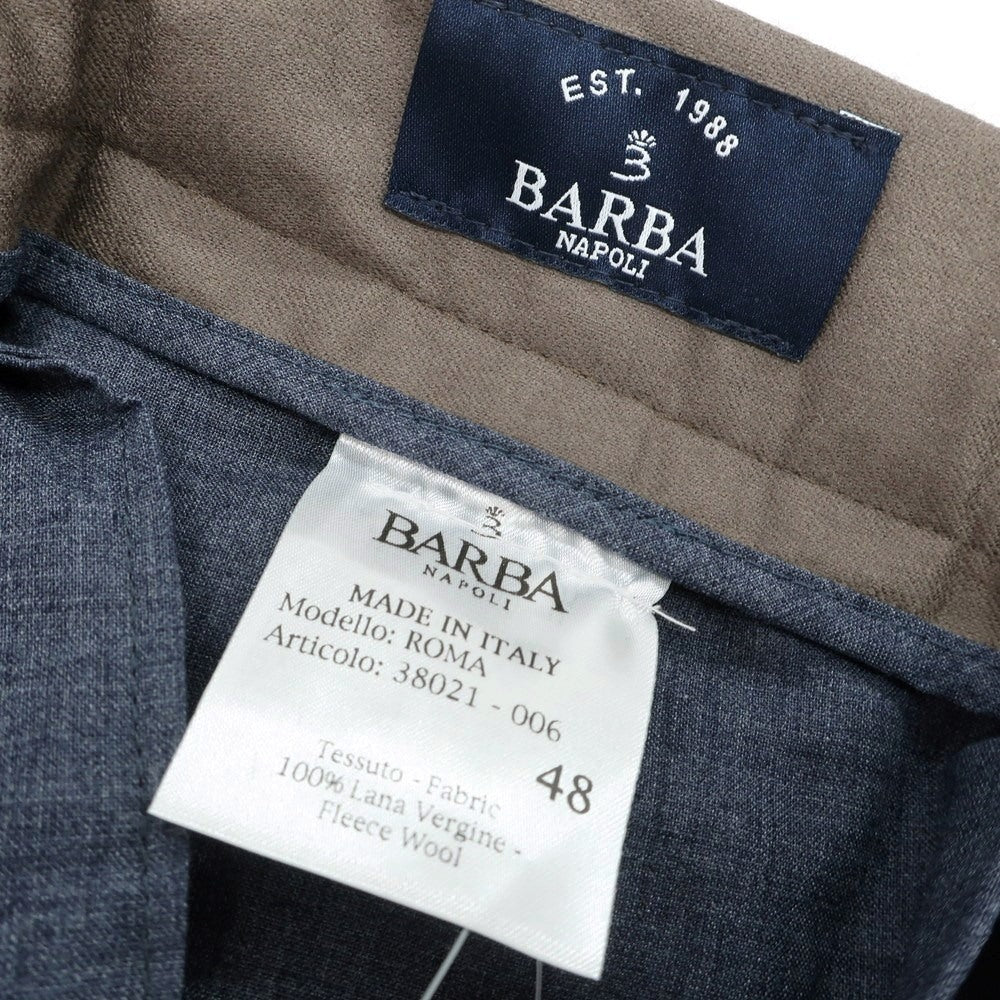 EST. 1988
BARBA
NAPOLI
BARBA
NAPOLI
MADE IN ITALY
Modello: ROMA
Articolo: 38021 - 006
48
Tessuto - Fabric
100% Lana Vergine -
Fleece Wool